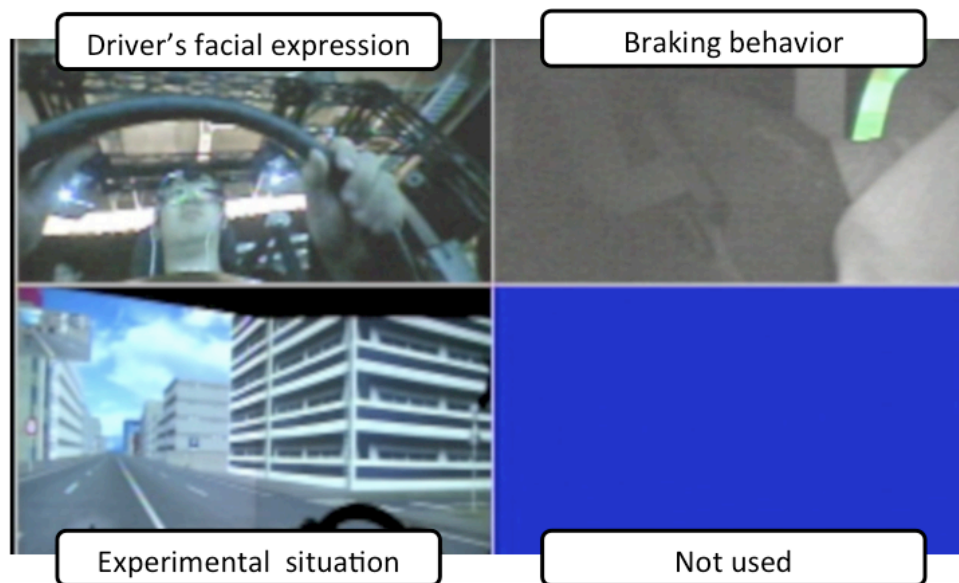 Driver’s facial expression
Braking behavior
Experimental situation
Not used